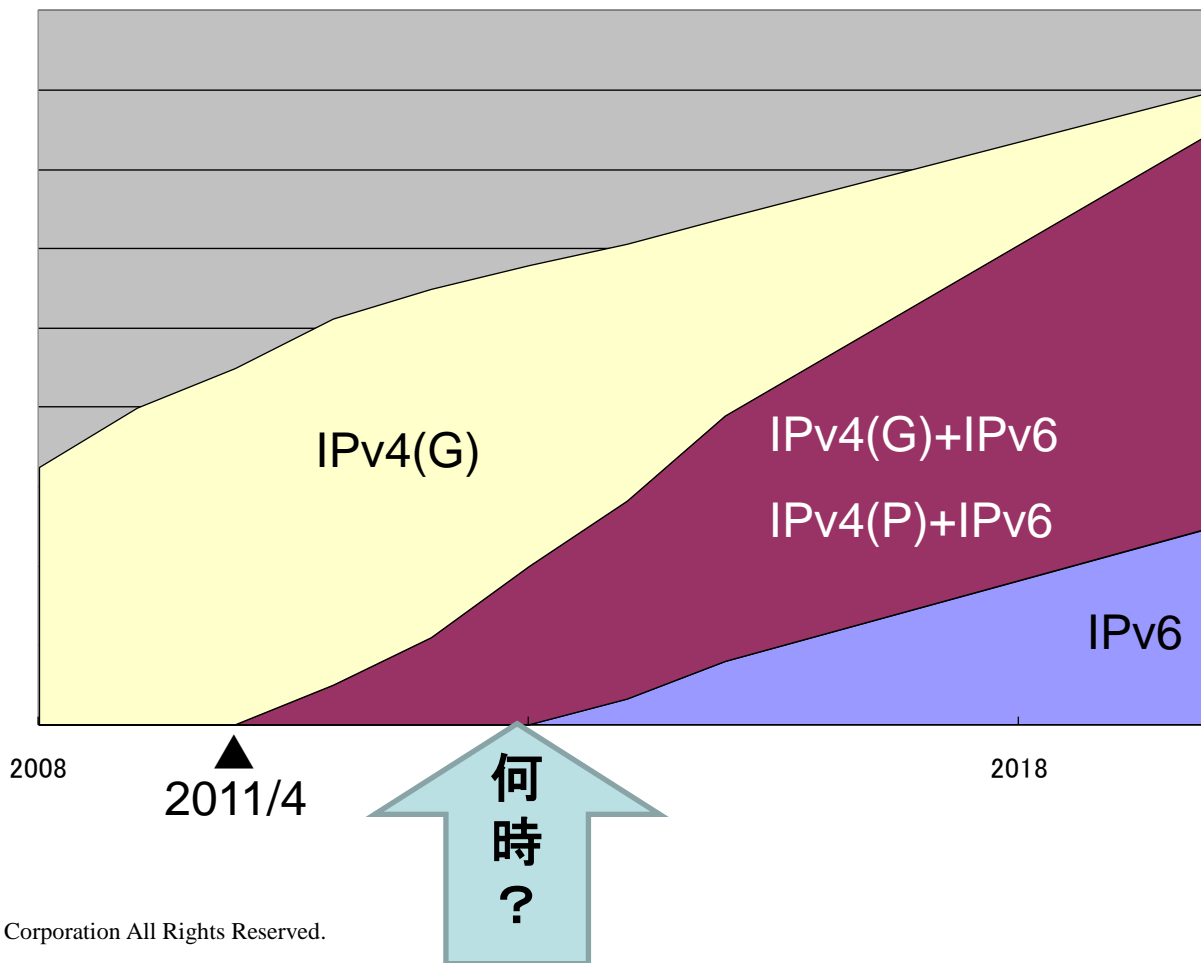 IPv4(G)
IPv4(G)+IPv6
IPv4(P)+IPv6
IPv6
2008
2018
▲
2011/4
何
時
?
Corporation All Rights Reserved.